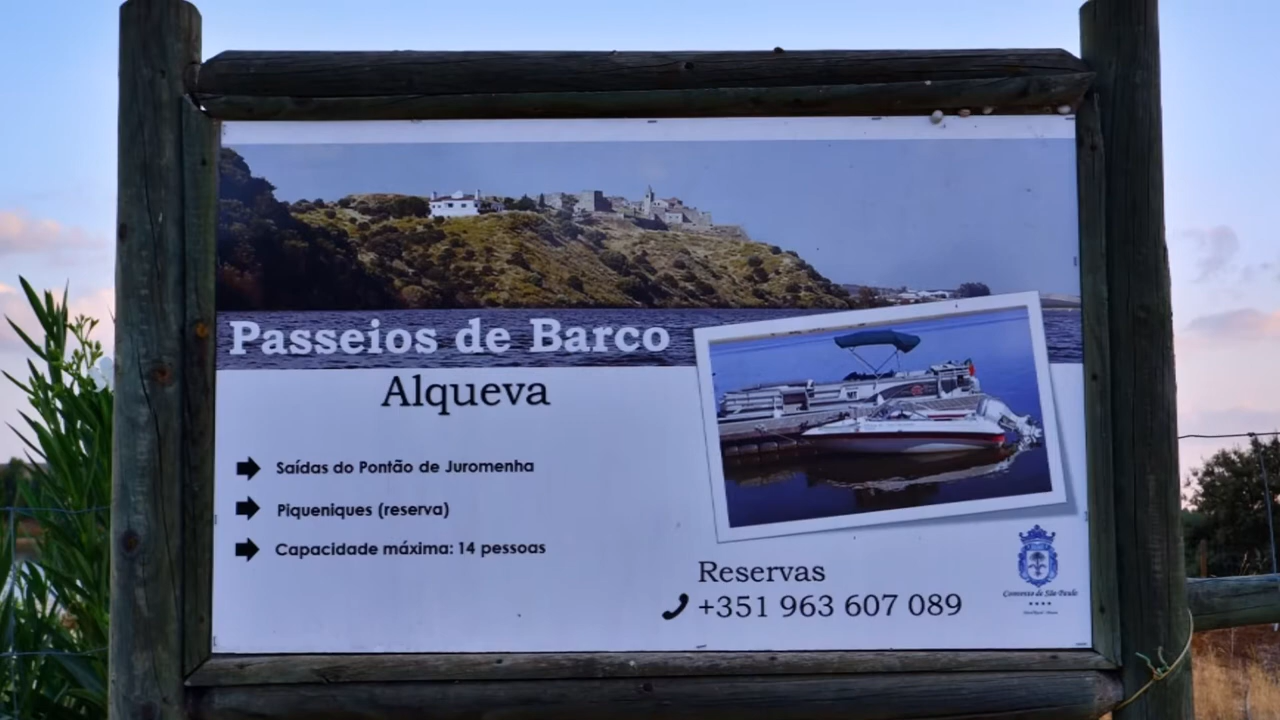 Passeios de Barco
Alqueva
Saídas do Pontão de Juromenha
Piqueniques (reserva)
Capacidade máxima: 14 pessoas
Reservas
+351 963 607 089
Convento de São Paulo